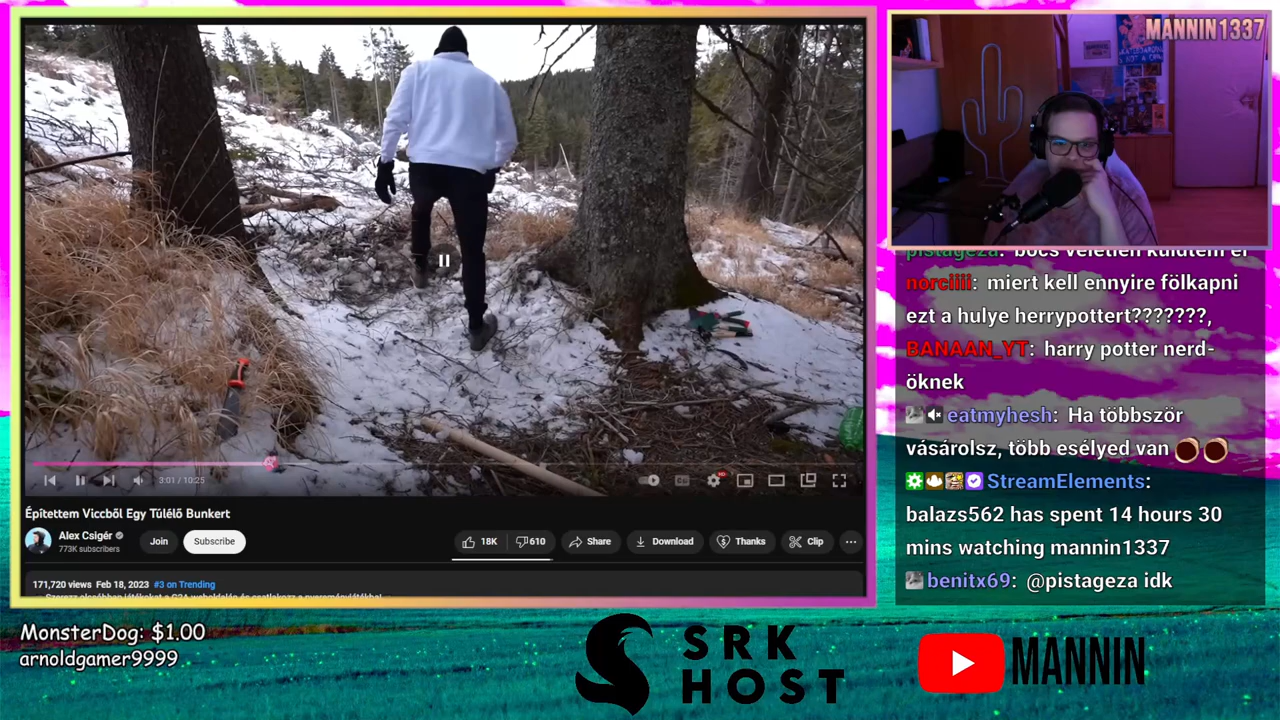 MANNIN1337
pistageza: bocs véletlen küldtem el
norciiii: miert kell ennyire fölkapni
ezt a hulye herrypottert???????,
BANAAN_YT: harry potter nerd-
öknek
eatmyhesh: Ha többször
vásárolsz, több esélyed van
StreamElements:
balazs562 has spent 14 hours 30
mins watching mannin1337
benitx69: @pistageza idk
3:01 / 10:25
HD
Építettem Viccből Egy Túlélő Bunkert
Alex Csigér
773K subscribers
Join
Subscribe
18K
610
Share
Download
Thanks
Clip
171,720 views Feb 18, 2023 #3 on Trending
MonsterDog: $1.00
arnoldgamer9999
SRK
HOST
MANNIN